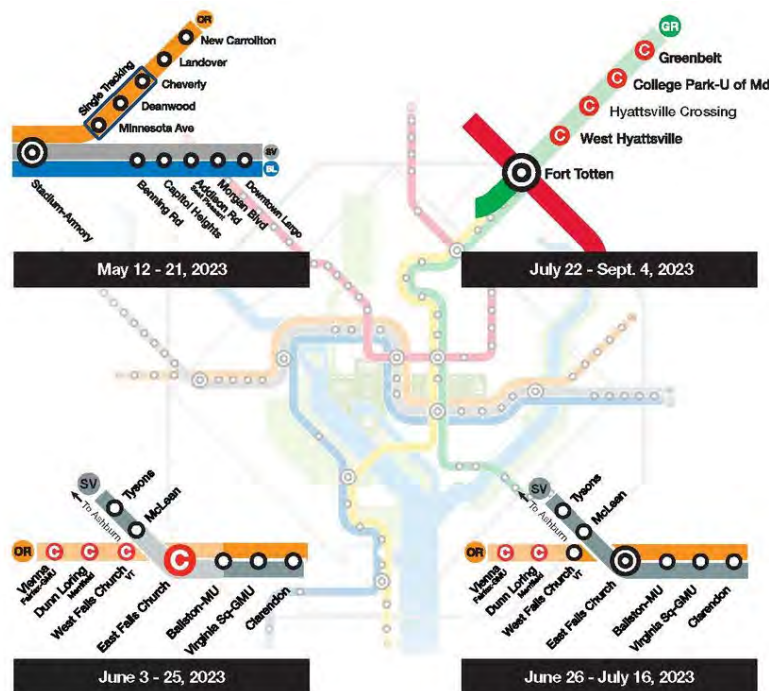 OR
New Carrollton
Landover
Cheverly
Deanwood
Minnesota Ave
Single Tracking
SV
BL
Stadium-Armory
Benning Rd
Capitol Heights
Addison Rd
Seat Pleasant
Morgan Blvd
Downtown Largo
May 12 - 21, 2023
GR
C Greenbelt
C College Park-U of Md
C Hyattsville Crossing
C West Hyattsville
Fort Totten
July 22 - Sept. 4, 2023
SV
Tysons
McLean
To Ashburn
OR
C
C
C
C
Vienna
Fairfax-GMU
Dunn Loring
Merrifield
West Falls Church
VT
East Falls Church
Ballston-MU
Virginia Sq-GMU
Clarendon
June 3 - 25, 2023
SV
Tysons
McLean
To Ashburn
OR
C
C
Vienna
Fairfax-GMU
Dunn Loring
Merrifield
West Falls Church
VT
East Falls Church
Ballston-MU
Virginia Sq-GMU
Clarendon
June 26 - July 16, 2023